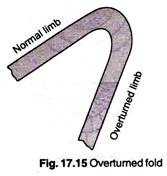 Normal limb
Overturned limb
Fig. 17.15 Overturned fold